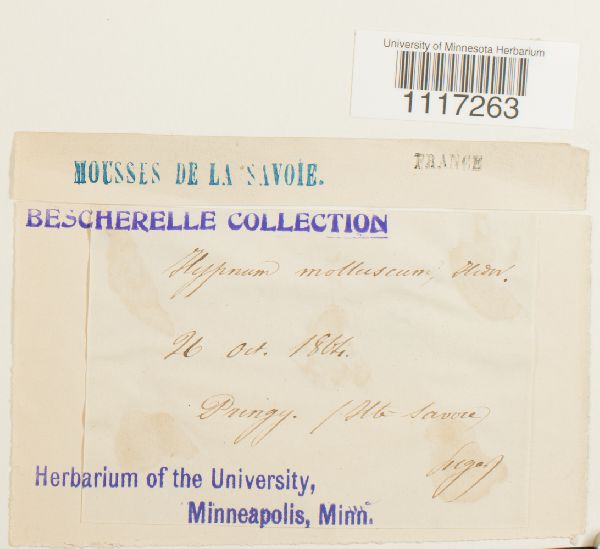 University of Minnesota Herbarium
1117263
MOUSSES DE LA SAVOIE.
FRANCE
BESCHERELLE COLLECTION
Hypnum molluscum, Hedw.
26 Oct. 1864.
Pringy. (Hte Savoie)
Herbarium of the University,
Minneapolis, Minn.